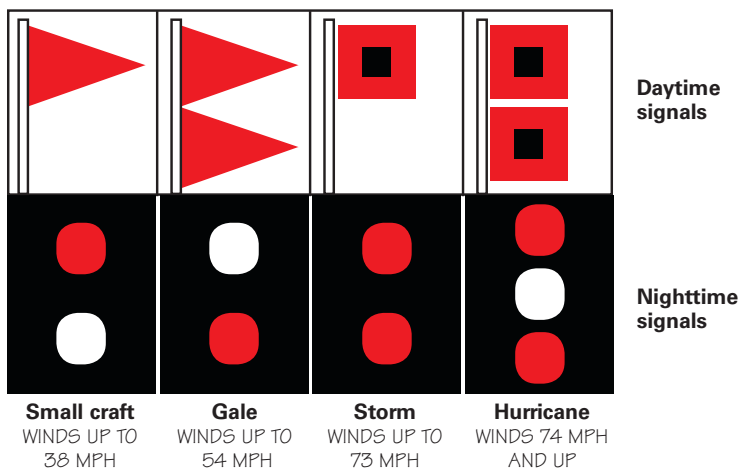 Daytime
signals
Nighttime
signals
Small craft
WINDS UP TO
38 MPH
Gale
WINDS UP TO
54 MPH
Storm
WINDS UP TO
73 MPH
Hurricane
WINDS 74 MPH
AND UP